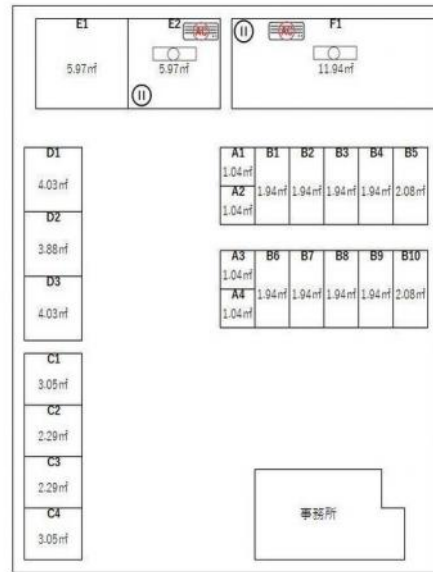 E1
5.97㎡
E2
AC
5.97㎡
⏸
F1
⏸
AC
11.94㎡
D1
4.03㎡
D2
3.88㎡
D3
4.03㎡
A1
1.04㎡
A2
1.04㎡
B1
1.94㎡
B2
1.94㎡
B3
1.94㎡
B4
1.94㎡
B5
2.08㎡
A3
1.04㎡
A4
1.04㎡
B6
1.94㎡
B7
1.94㎡
B8
1.94㎡
B9
1.94㎡
B10
2.08㎡
C1
3.05㎡
C2
2.29㎡
C3
2.29㎡
C4
3.05㎡
事務所